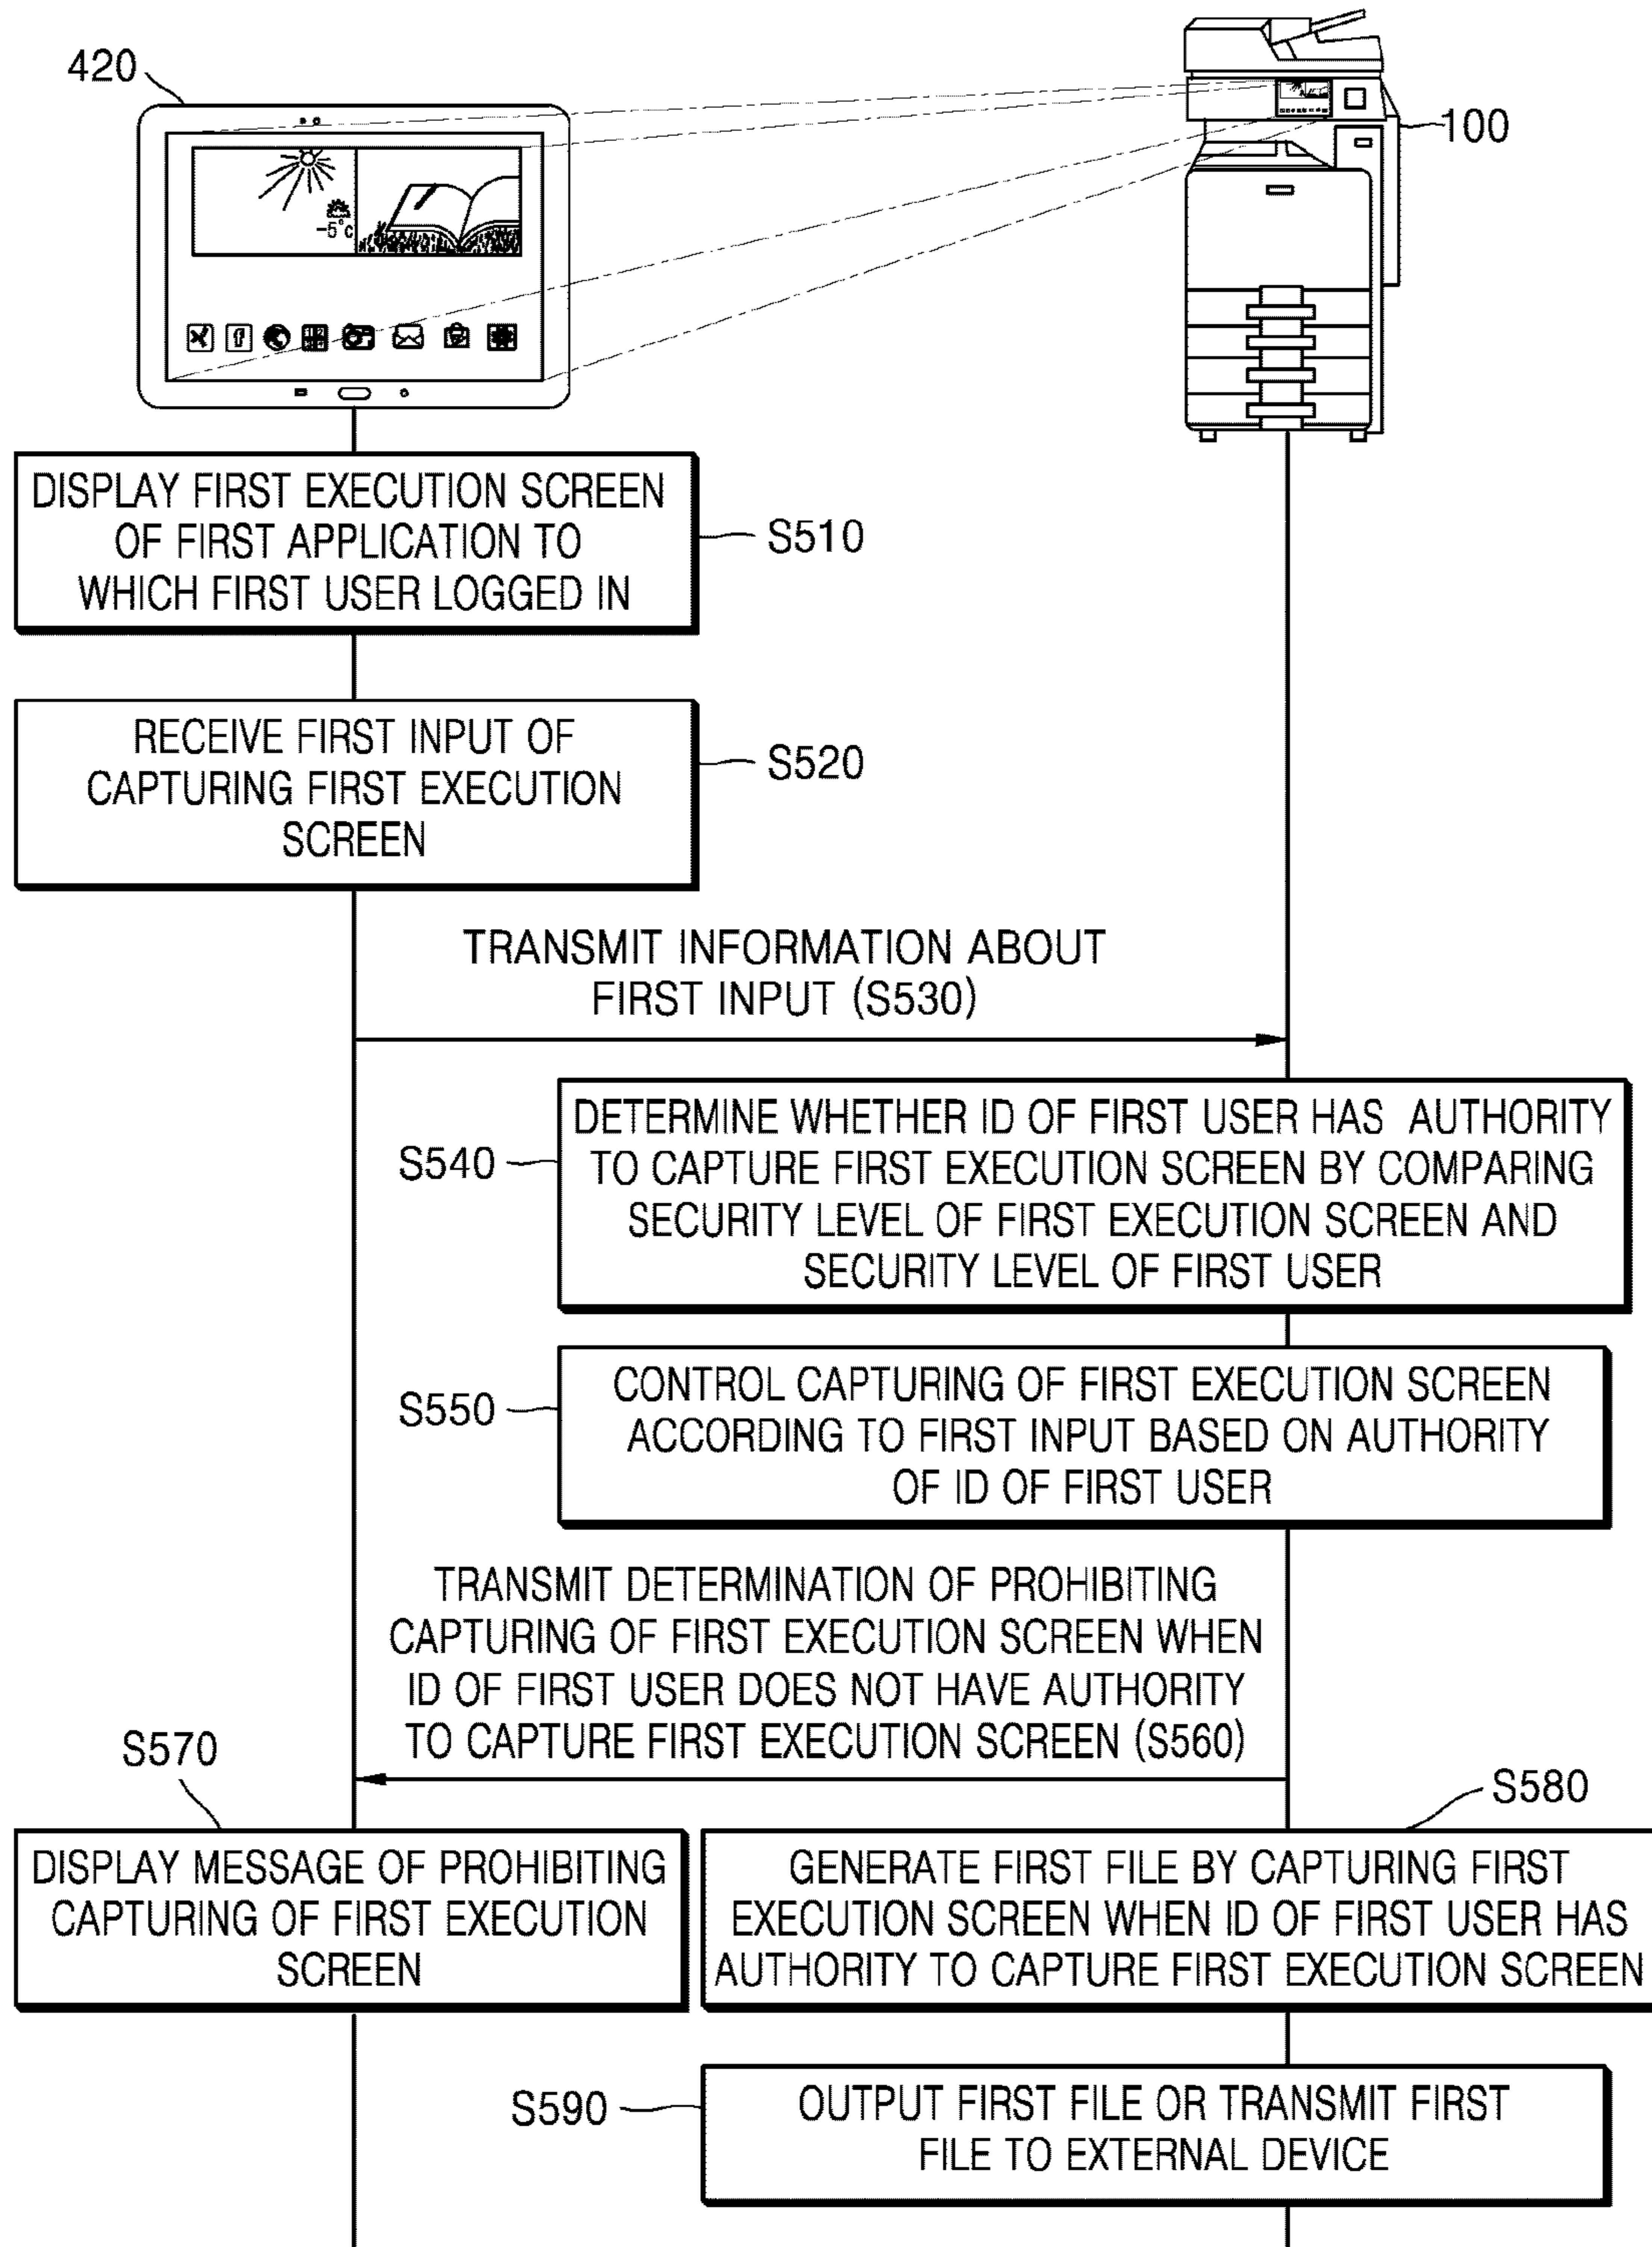 420
100
-5°c
DISPLAY FIRST EXECUTION SCREEN
OF FIRST APPLICATION TO
WHICH FIRST USER LOGGED IN
S510
RECEIVE FIRST INPUT OF
CAPTURING FIRST EXECUTION
SCREEN
S520
TRANSMIT INFORMATION ABOUT
FIRST INPUT (S530)
DETERMINE WHETHER ID OF FIRST USER HAS AUTHORITY
TO CAPTURE FIRST EXECUTION SCREEN BY COMPARING
SECURITY LEVEL OF FIRST EXECUTION SCREEN AND
SECURITY LEVEL OF FIRST USER
S540
CONTROL CAPTURING OF FIRST EXECUTION SCREEN
ACCORDING TO FIRST INPUT BASED ON AUTHORITY
OF ID OF FIRST USER
S550
TRANSMIT DETERMINATION OF PROHIBITING
CAPTURING OF FIRST EXECUTION SCREEN WHEN
ID OF FIRST USER DOES NOT HAVE AUTHORITY
TO CAPTURE FIRST EXECUTION SCREEN (S560)
S570
DISPLAY MESSAGE OF PROHIBITING
CAPTURING OF FIRST EXECUTION
SCREEN
S580
GENERATE FIRST FILE BY CAPTURING FIRST
EXECUTION SCREEN WHEN ID OF FIRST USER HAS
AUTHORITY TO CAPTURE FIRST EXECUTION SCREEN
S590
OUTPUT FIRST FILE OR TRANSMIT FIRST
FILE TO EXTERNAL DEVICE